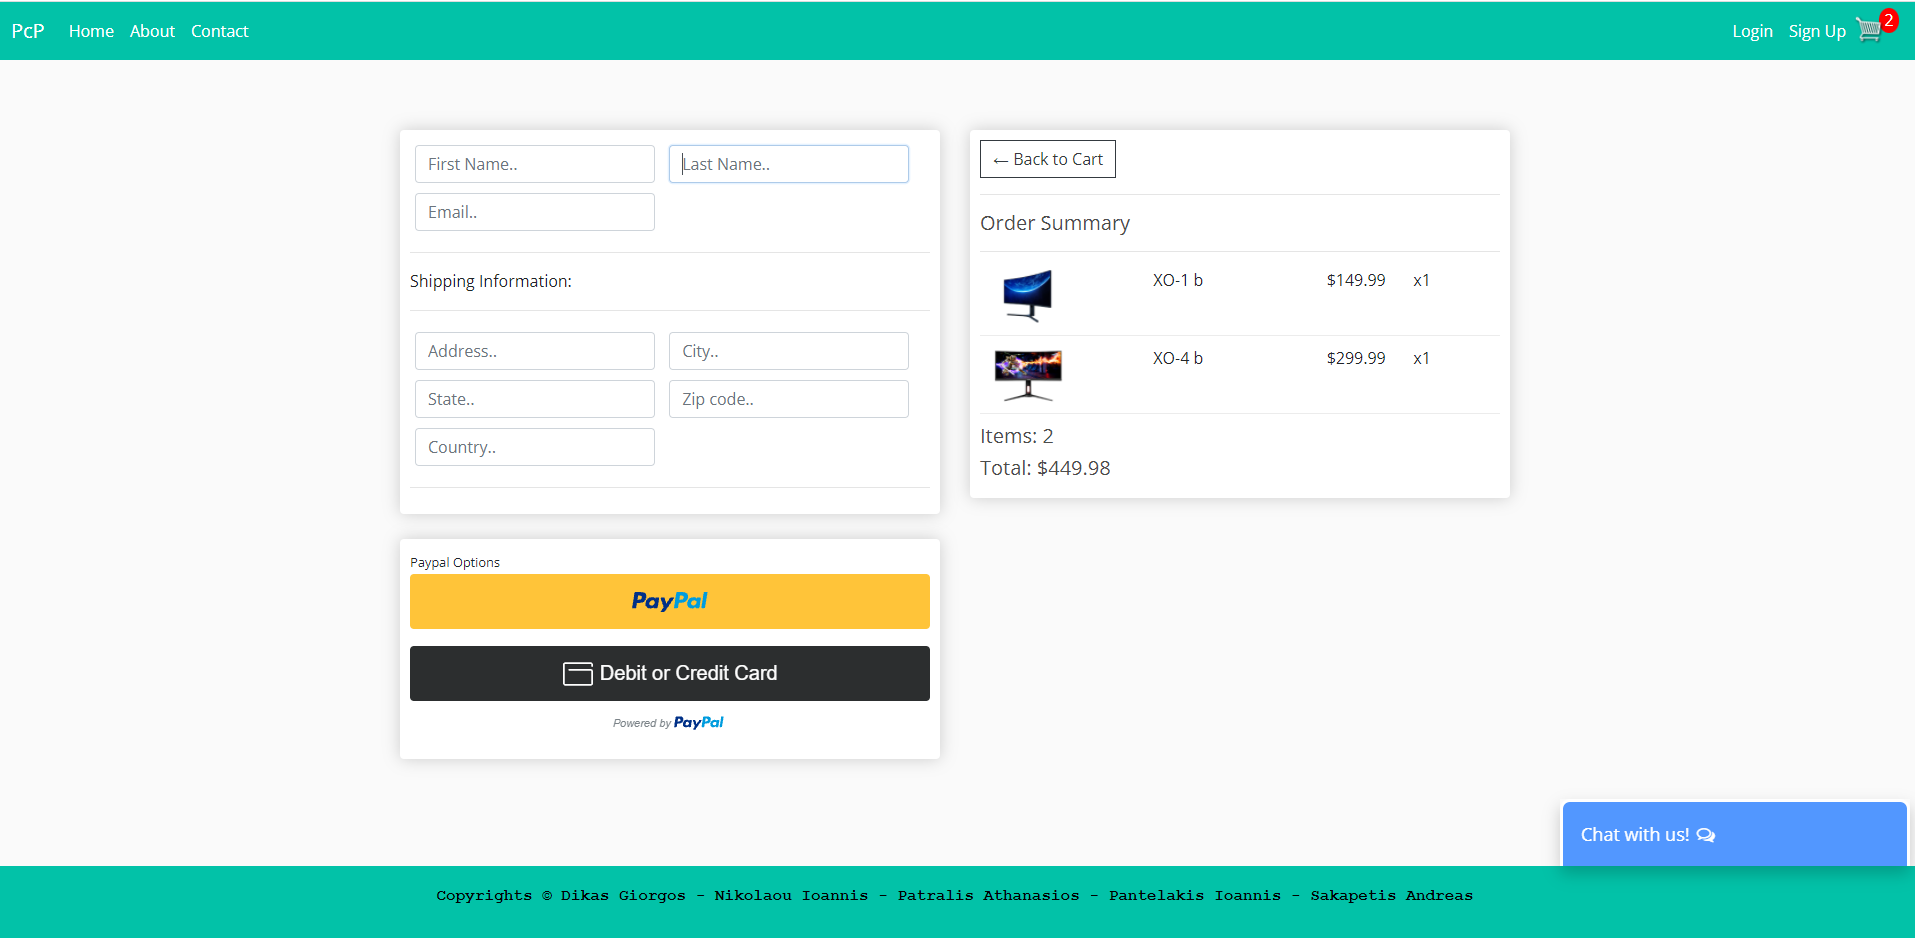 PcP Home About Contact Login Sign Up 2
First Name.. Last Name..
Email..
Shipping Information:
Address.. City..
State.. Zip code..
Country..
Paypal Options
PayPal
Debit or Credit Card
Powered by PayPal
← Back to Cart
Order Summary
XO-1 b $149.99 x1
XO-4 b $299.99 x1
Items: 2
Total: $449.98
Chat with us!
Copyrights © Dikas Giorgos - Nikolaou Ioannis - Patralis Athanasios - Pantelakis Ioannis - Sakapetis Andreas